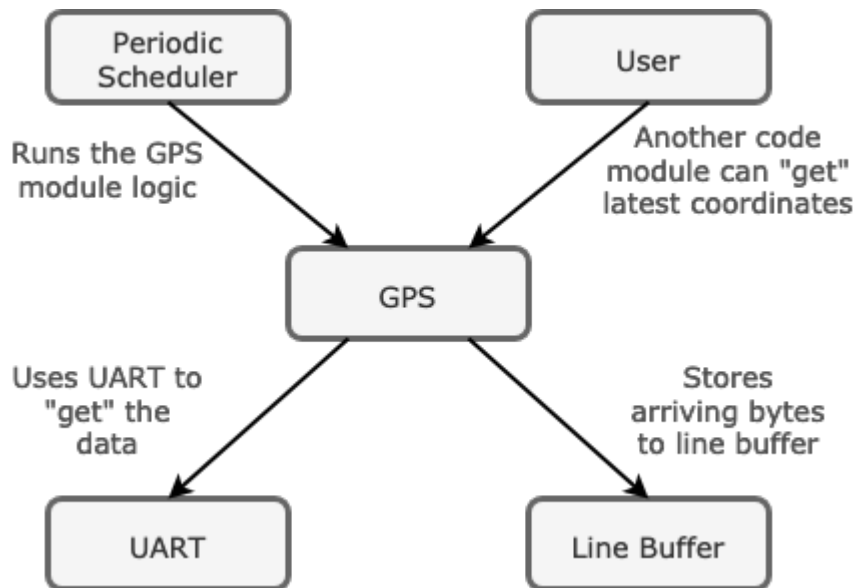 Periodic
Scheduler
User
Runs the GPS
module logic
Another code
module can "get"
latest coordinates
GPS
Uses UART to
"get" the
data
Stores
arriving bytes
to line buffer
UART
Line Buffer